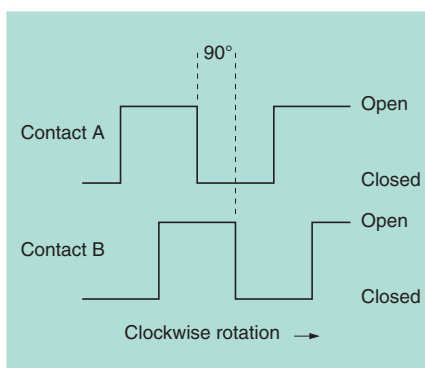 90°
Open
Contact A
Closed
Open
Contact B
Closed
Clockwise rotation →